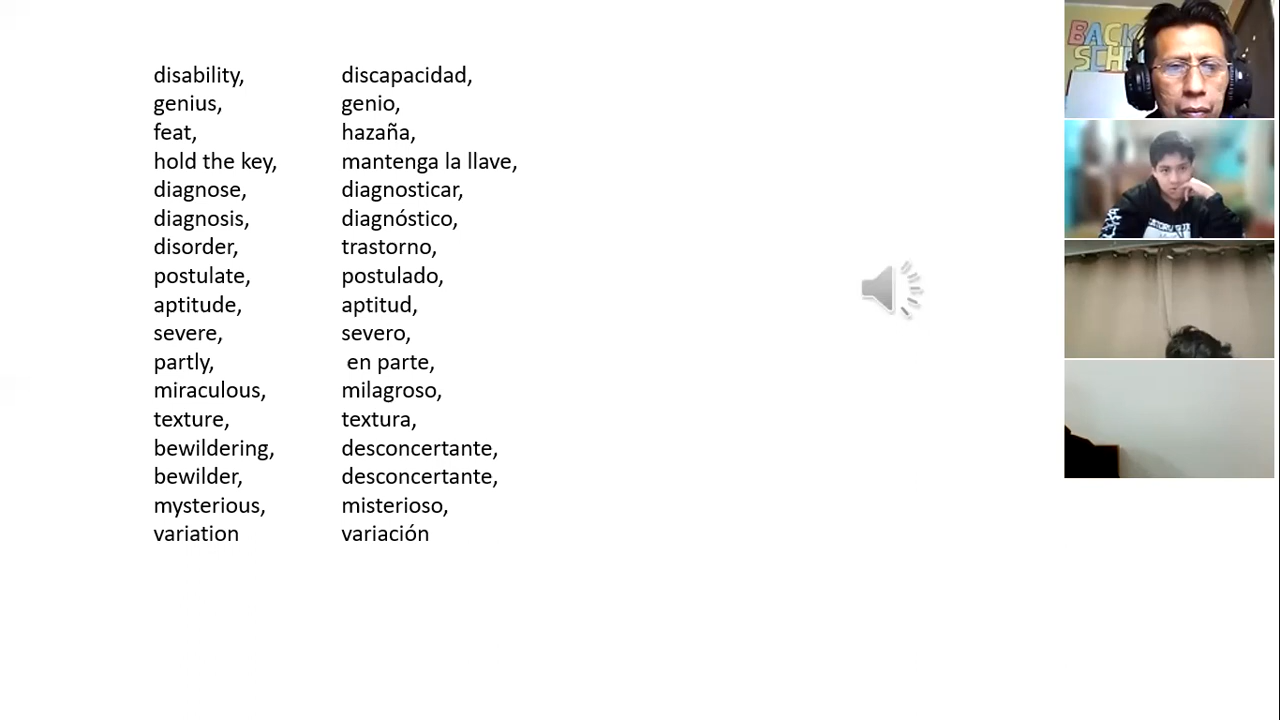 disability, discapacidad,
genius, genio,
feat, hazaña,
hold the key, mantenga la llave,
diagnose, diagnosticar,
diagnosis, diagnóstico,
disorder, trastorno,
postulate, postulado,
aptitude, aptitud,
severe, severo,
partly, en parte,
miraculous, milagroso,
texture, textura,
bewildering, desconcertante,
bewilder, desconcertante,
mysterious, misterioso,
variation variación
BACK
SCH